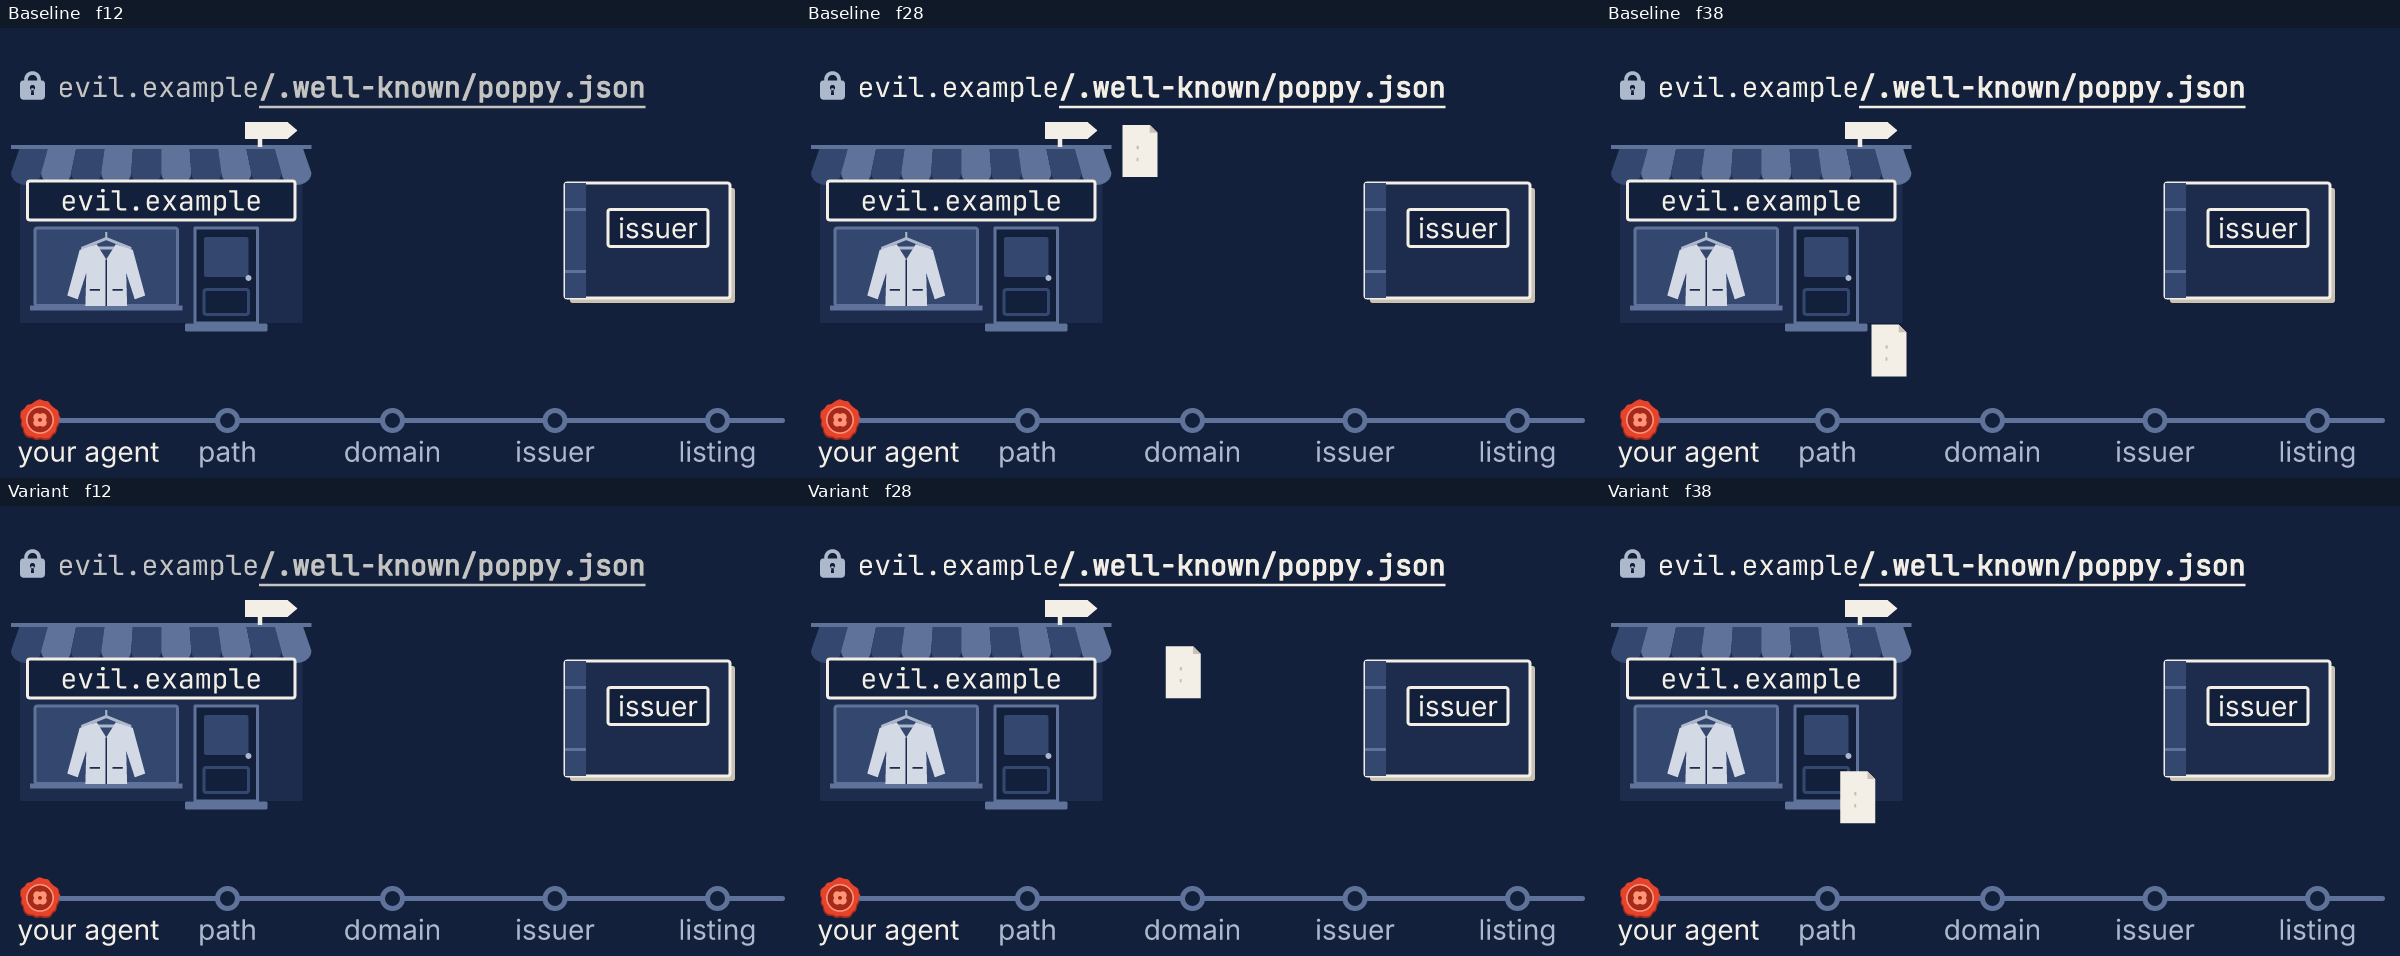 Baseline f12
evil.example/.well-known/poppy.json
evil.example
issuer
your agent path domain issuer listing
Baseline f28
evil.example/.well-known/poppy.json
evil.example
issuer
your agent path domain issuer listing
Baseline f38
evil.example/.well-known/poppy.json
evil.example
issuer
your agent path domain issuer listing
Variant f12
evil.example/.well-known/poppy.json
evil.example
issuer
your agent path domain issuer listing
Variant f28
evil.example/.well-known/poppy.json
evil.example
issuer
your agent path domain issuer listing
Variant f38
evil.example/.well-known/poppy.json
evil.example
issuer
your agent path domain issuer listing